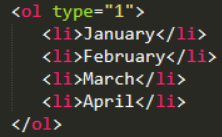 <ol type="1">
<li>January</li>
<li>February</li>
<li>March</li>
<li>April</li>
</ol>